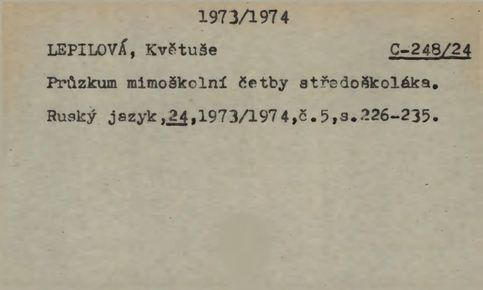 1973/1974
LEPILOVÁ, Květuše C-248/24
Průzkum mimoškolní četby středoškoláka.
Ruský jazyk,24,1973/1974,č.5,s.226-235.